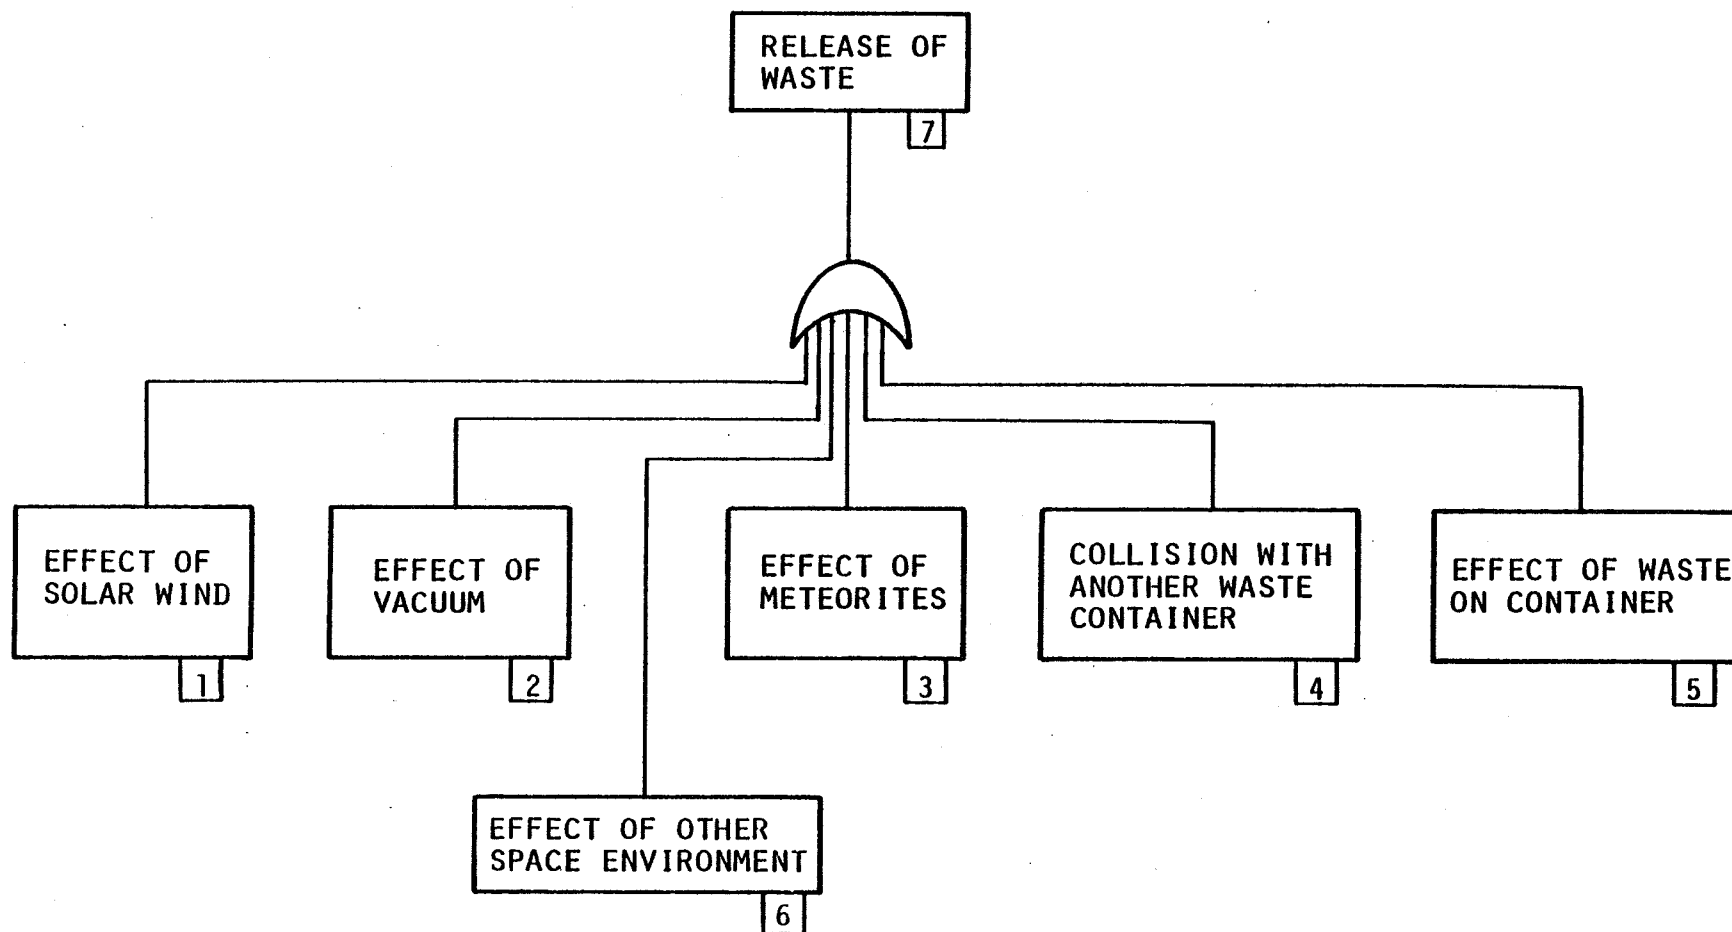 RELEASE OF
WASTE
7
EFFECT OF
SOLAR WIND
1
EFFECT OF
VACUUM
2
EFFECT OF
METEORITES
3
COLLISION WITH
ANOTHER WASTE
CONTAINER
4
EFFECT OF WASTE
ON CONTAINER
5
EFFECT OF OTHER
SPACE ENVIRONMENT
6